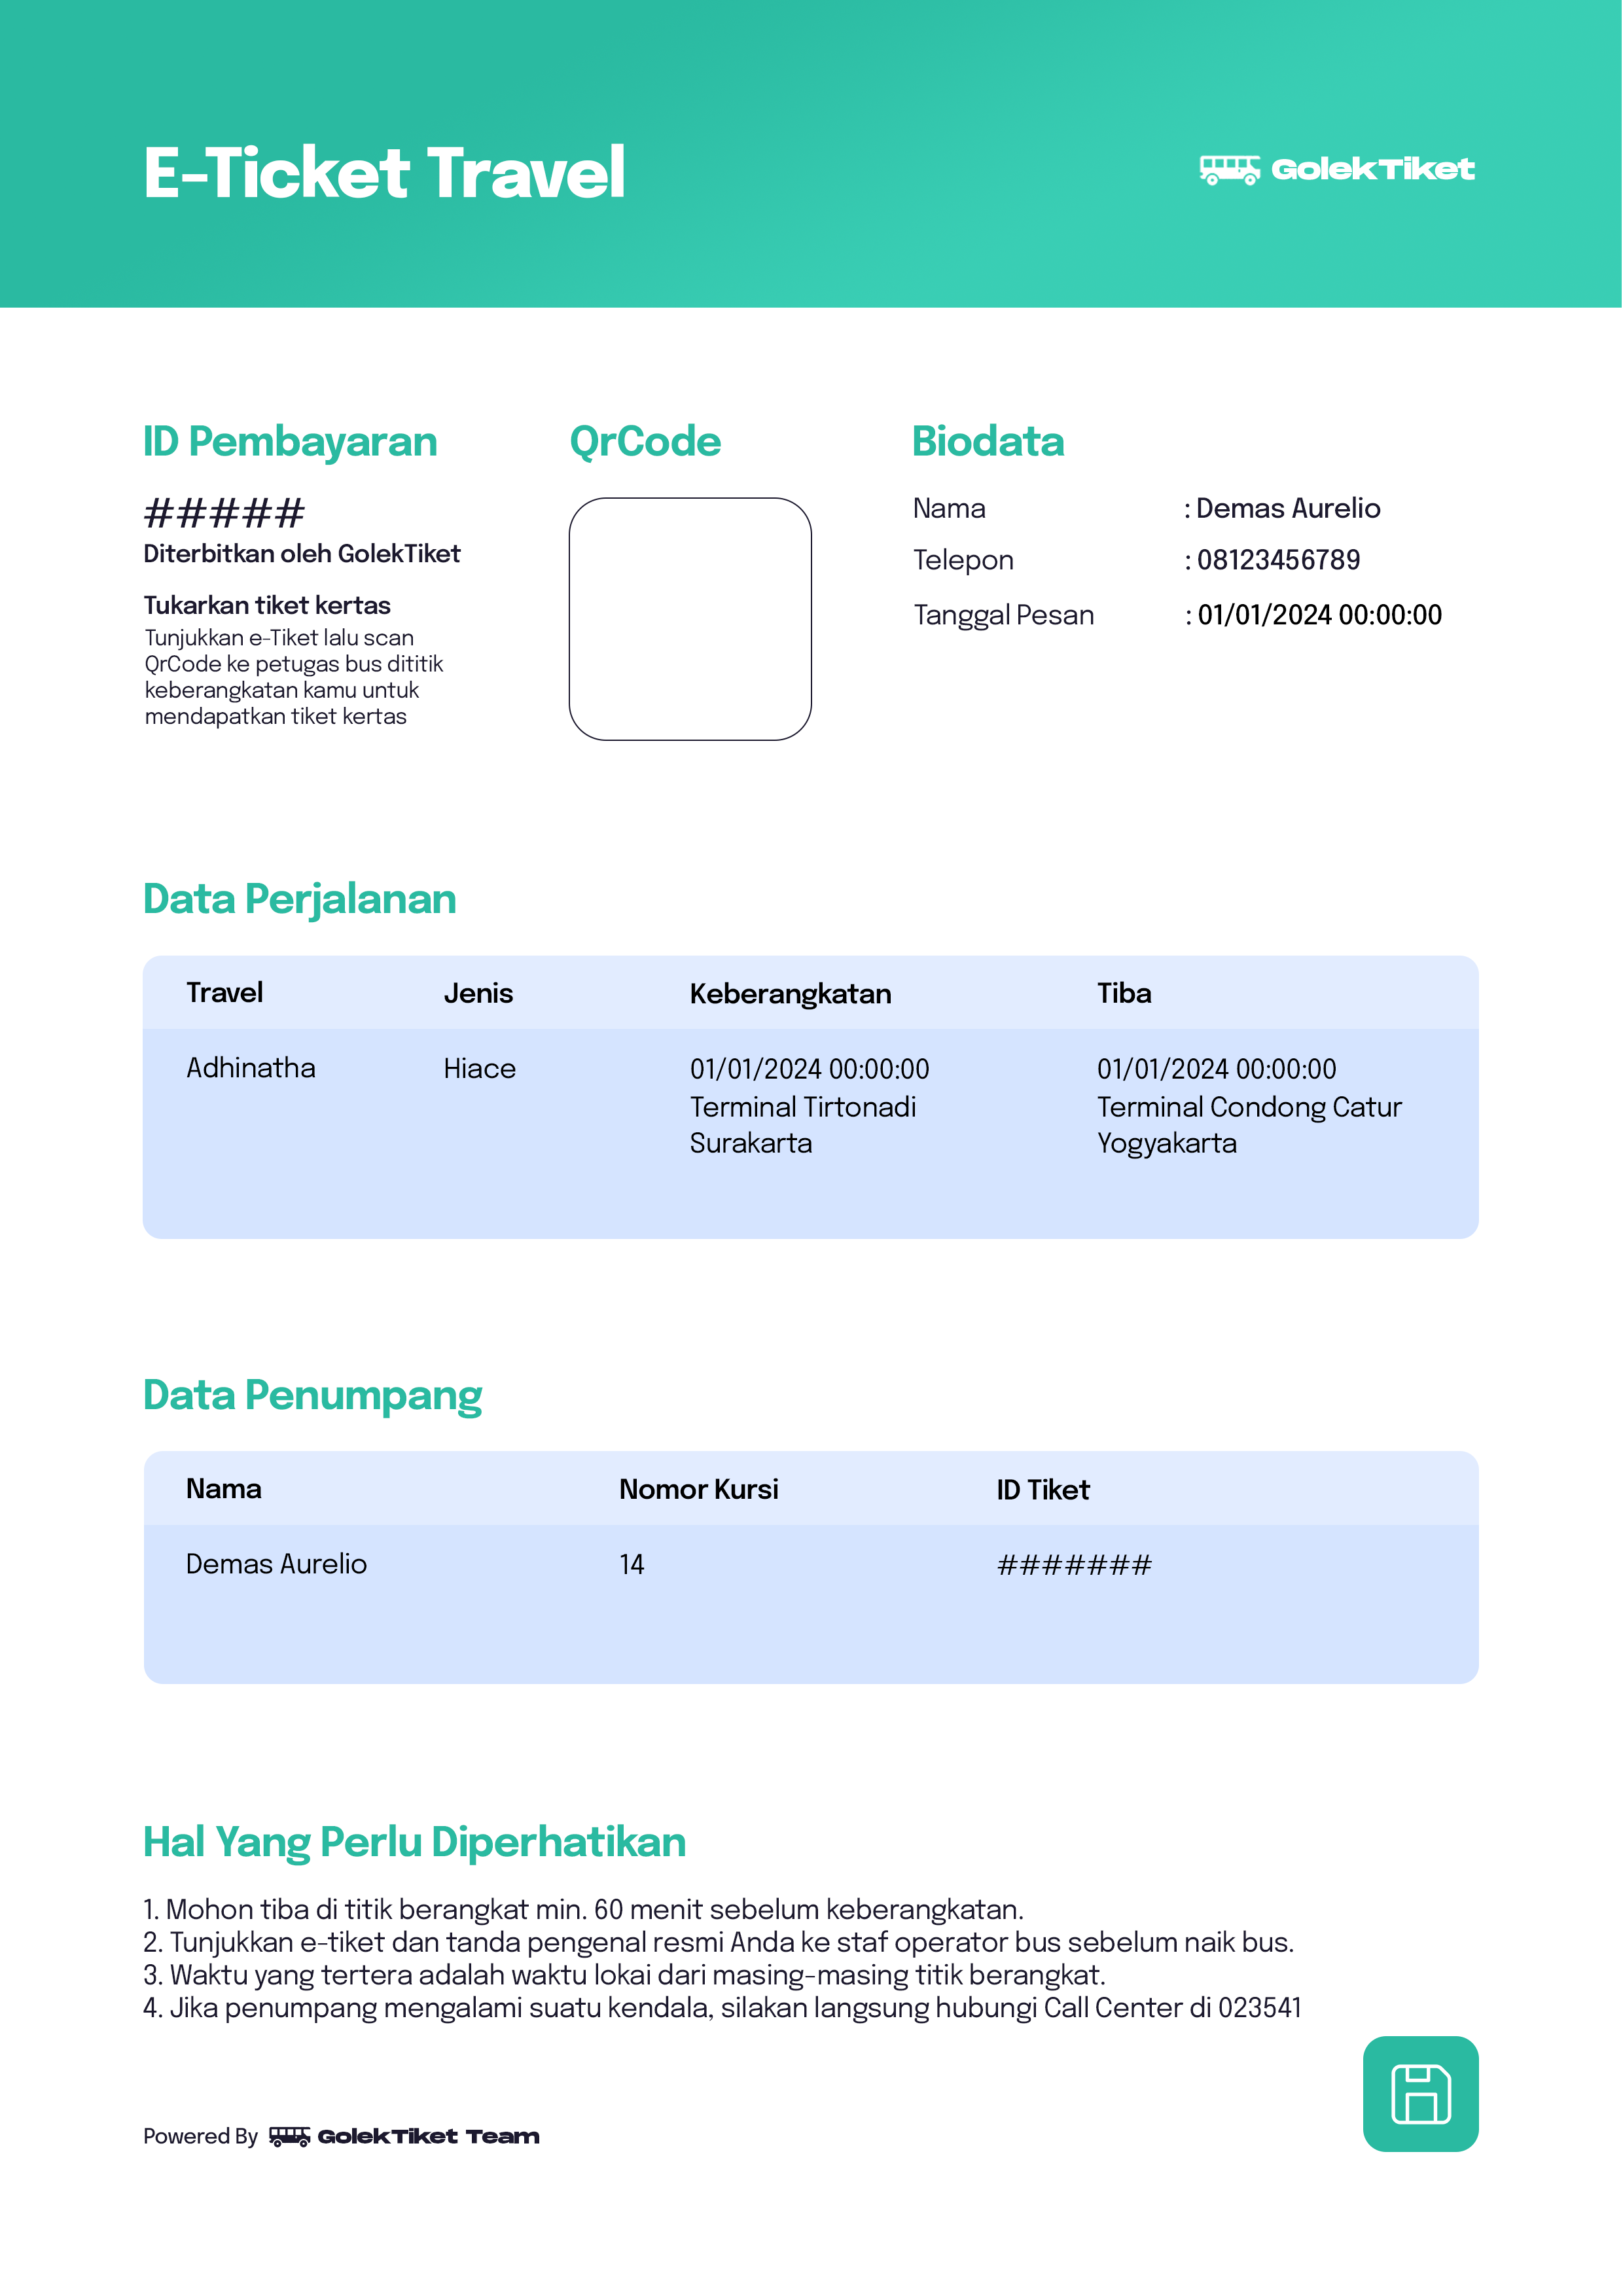 E-Ticket Travel
GolekTiket
ID Pembayaran
#####
Diterbitkan oleh GolekTiket
Tukarkan tiket kertas
Tunjukkan e-Tiket lalu scan
QrCode ke petugas bus dititik
keberangkatan kamu untuk
mendapatkan tiket kertas
QrCode
Biodata
Nama : Demas Aurelio
Telepon : 08123456789
Tanggal Pesan : 01/01/2024 00:00:00
Data Perjalanan
Travel Jenis Keberangkatan Tiba
Adhinatha Hiace 01/01/2024 00:00:00 01/01/2024 00:00:00
Terminal Tirtonadi Terminal Condong Catur
Surakarta Yogyakarta
Data Penumpang
Nama Nomor Kursi ID Tiket
Demas Aurelio 14 #######
Hal Yang Perlu Diperhatikan
1. Mohon tiba di titik berangkat min. 60 menit sebelum keberangkatan.
2. Tunjukkan e-tiket dan tanda pengenal resmi Anda ke staf operator bus sebelum naik bus.
3. Waktu yang tertera adalah waktu lokai dari masing-masing titik berangkat.
4. Jika penumpang mengalami suatu kendala, silakan langsung hubungi Call Center di 023541
Powered By GolekTiket Team